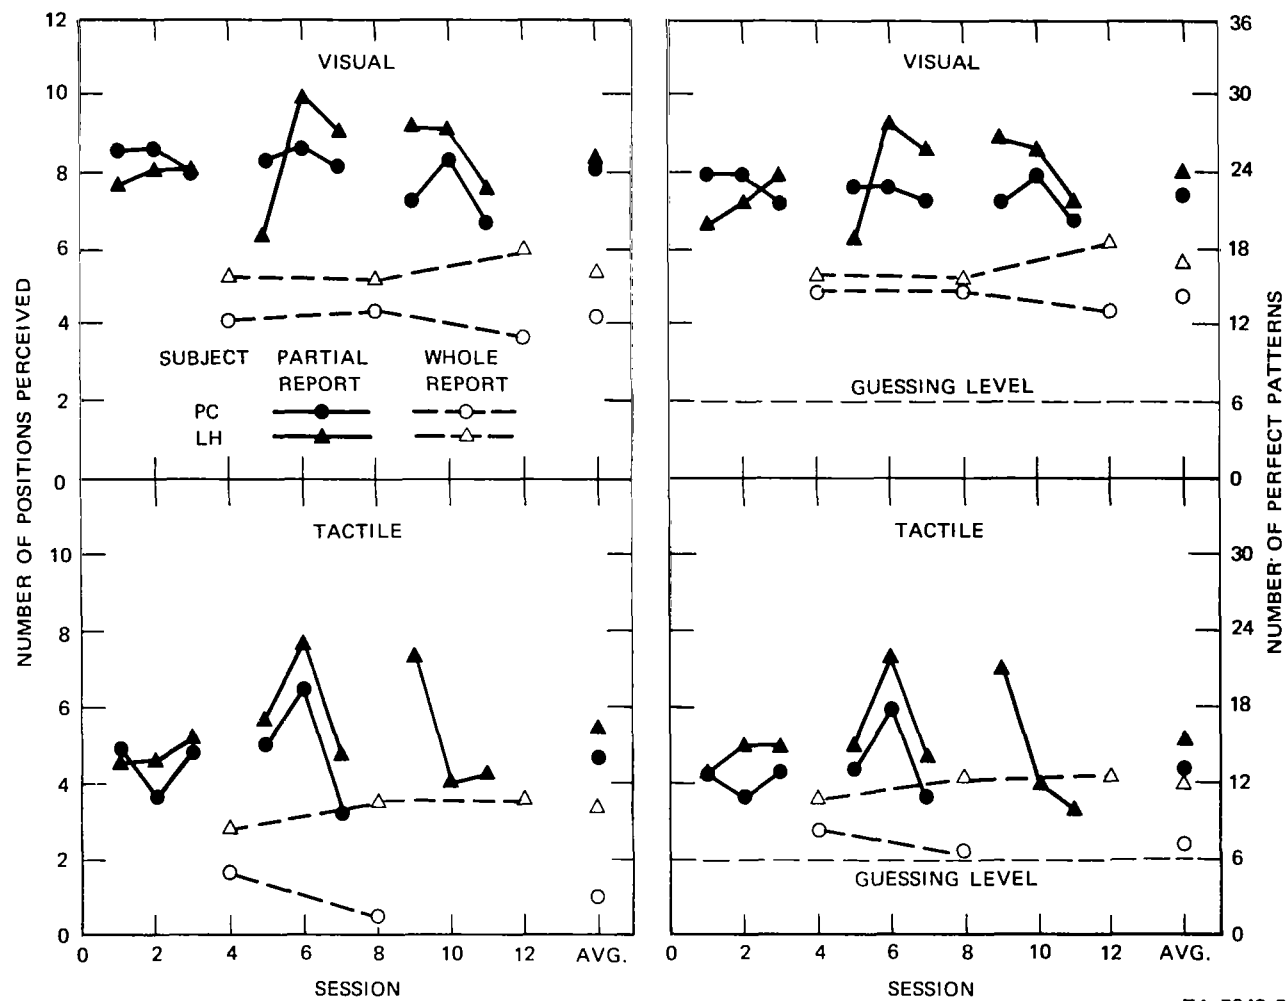 12
VISUAL
10
8
6
4
2
0
SUBJECT PARTIAL REPORT WHOLE REPORT
PC
LH
NUMBER OF POSITIONS PERCEIVED
VISUAL
36
30
24
18
12
6
0
GUESSING LEVEL
NUMBER OF PERFECT PATTERNS
TACTILE
10
8
6
4
2
0
0 2 4 6 8 10 12 AVG.
SESSION
TACTILE
30
24
18
12
6
0
GUESSING LEVEL
0 2 4 6 8 10 12 AVG.
SESSION